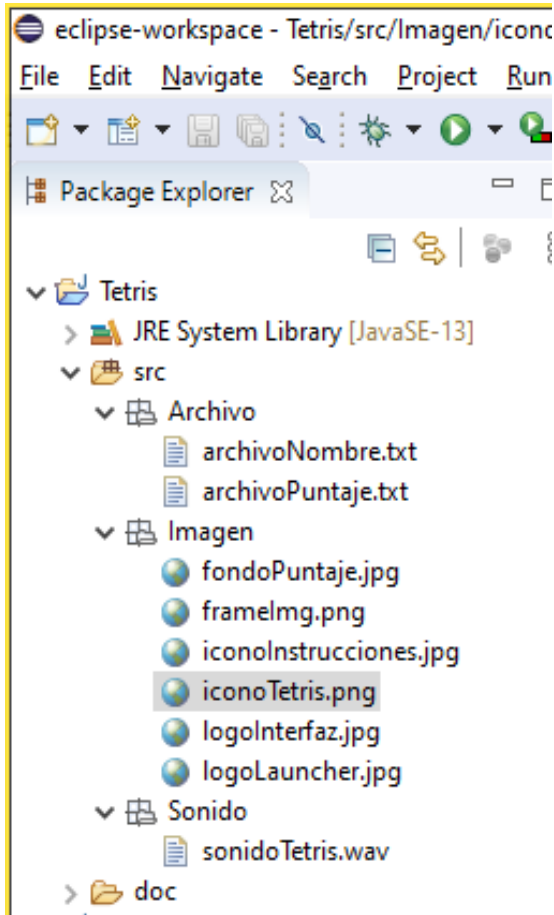 eclipse-workspace - Tetris/src/Imagen/icono
File Edit Navigate Search Project Run
Package Explorer
Tetris
JRE System Library [JavaSE-13]
src
Archivo
archivoNombre.txt
archivoPuntaje.txt
Imagen
fondoPuntaje.jpg
frameImg.png
iconoInstrucciones.jpg
iconoTetris.png
logoInterfaz.jpg
logoLauncher.jpg
Sonido
sonidoTetris.wav
doc